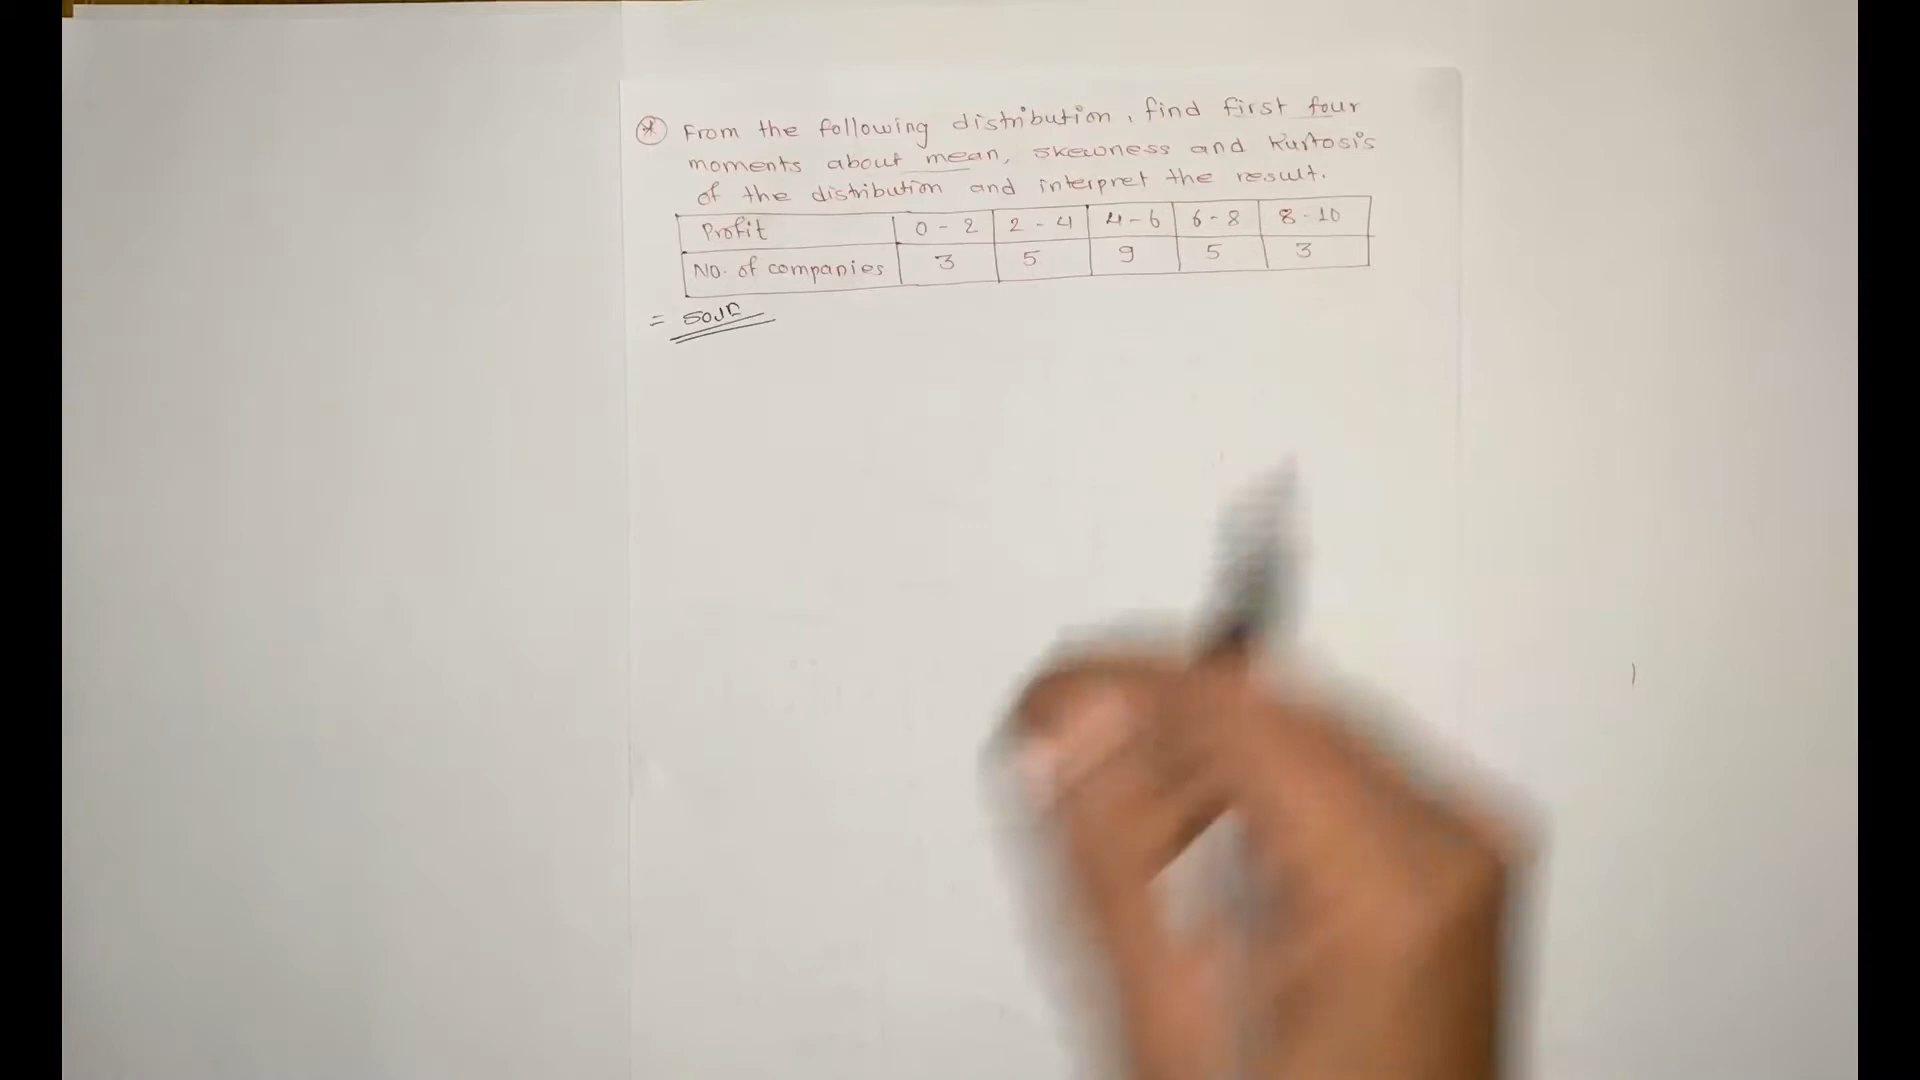 * From the following distribution, find first four
moments about mean, skewness and Kurtosis
of the distribution and interpret the result.
Profit 0 - 2 2 - 4 4 - 6 6 - 8 8 - 10
No. of companies 3 5 9 5 3
= Soln